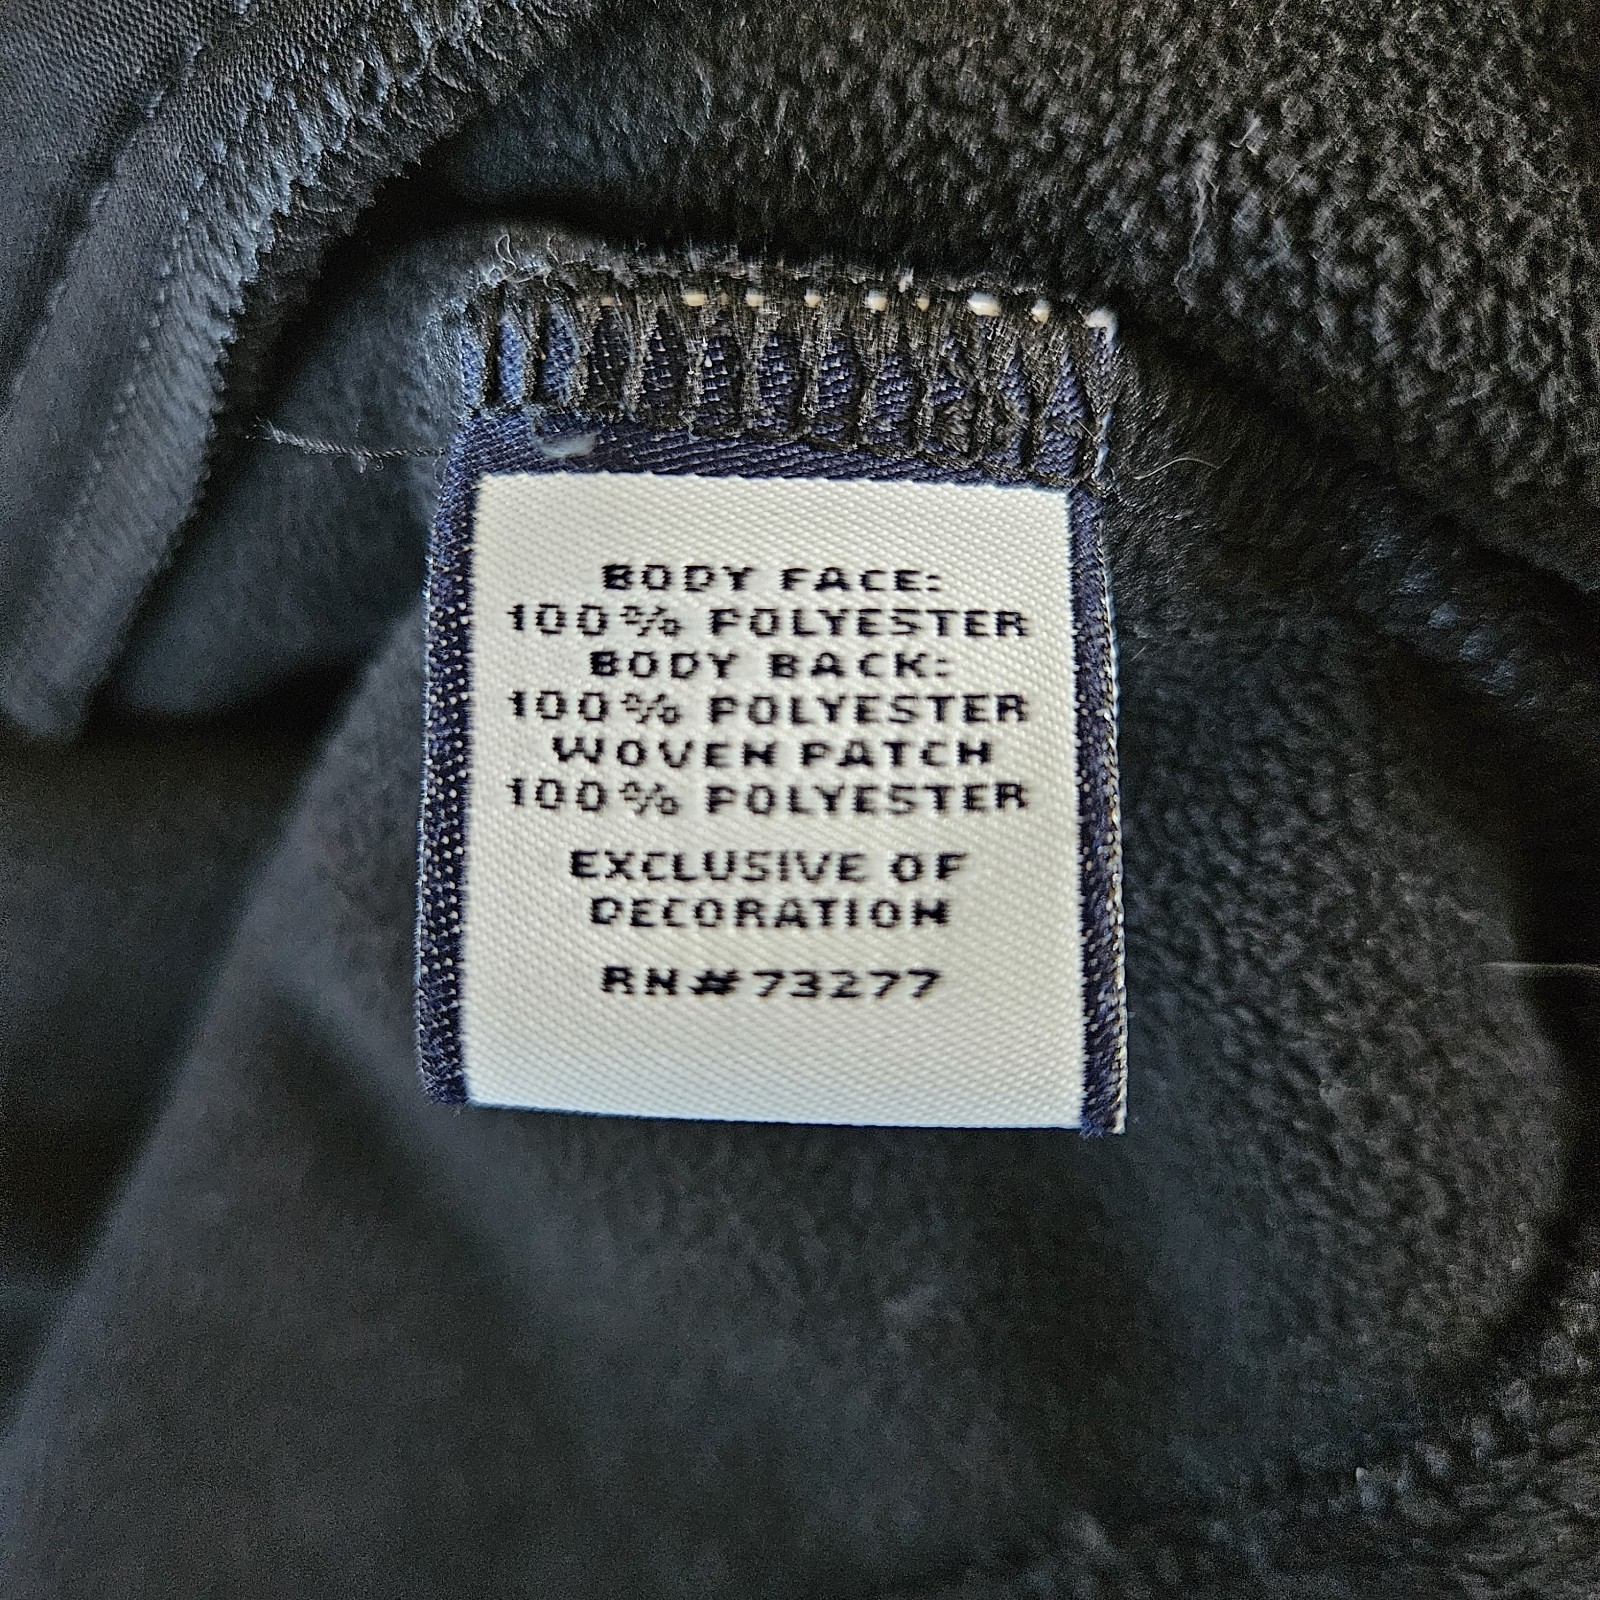 BODY FACE:
100% POLYESTER
BODY BACK:
100% POLYESTER
WOVEN PATCH
100% POLYESTER
EXCLUSIVE OF
DECORATION
RN#73277